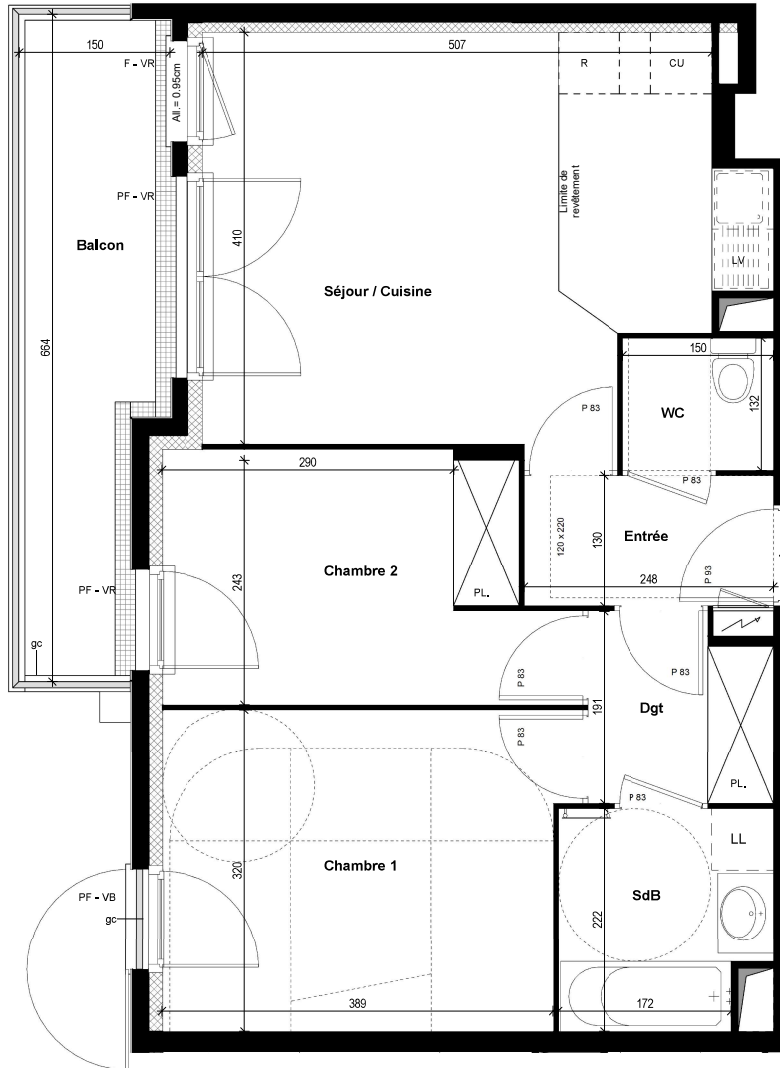 150
507
F - VR
R
CU
All.= 0.95cm
PF - VR
Limite de
revêtement
Balcon
410
LV
Séjour / Cuisine
664
150
132
WC
P 83
P 83
290
120 x 220
130
Entrée
P 93
248
Chambre 2
243
PL.
PF - VR
gc
P 83
P 83
191
Dgt
P 83
PL.
P 83
320
Chambre 1
LL
PF - VB
gc
SdB
222
389
172